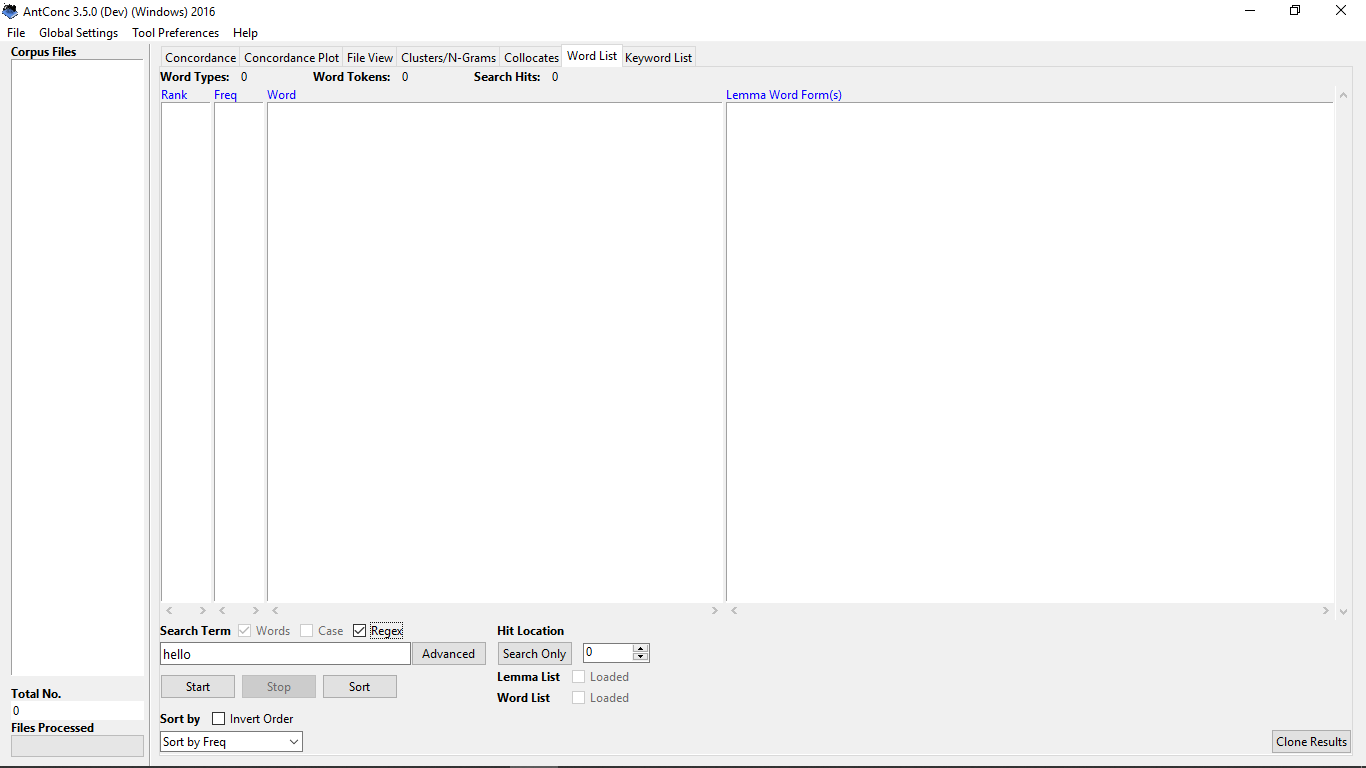 AntConc 3.5.0 (Dev) (Windows) 2016
File Global Settings Tool Preferences Help
Corpus Files
Concordance Concordance Plot File View Clusters/N-Grams Collocates Word List Keyword List
Word Types: 0 Word Tokens: 0 Search Hits: 0
Rank Freq Word Lemma Word Form(s)
Search Term Words Case Regex Hit Location
hello Advanced Search Only 0
Start Stop Sort
Lemma List Loaded
Word List Loaded
Total No.
0
Files Processed
Sort by Invert Order
Sort by Freq
Clone Results